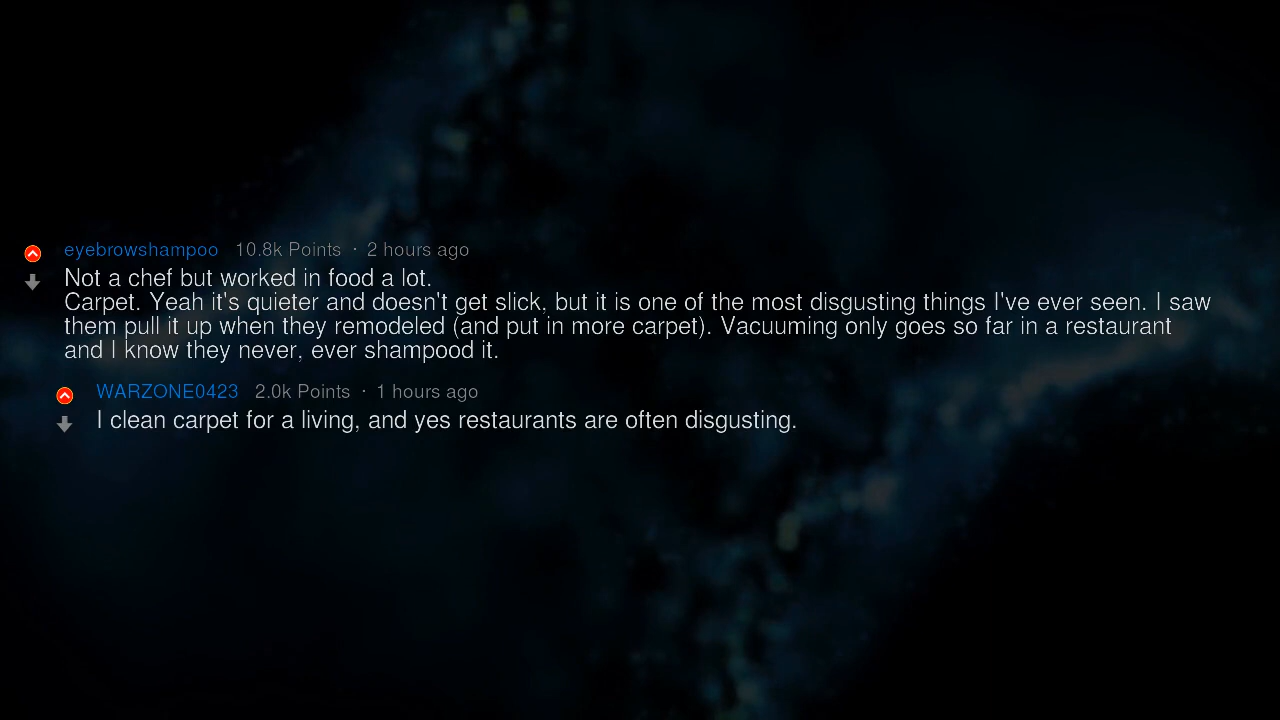 eyebrowshampoo 10.8k Points · 2 hours ago
Not a chef but worked in food a lot.
Carpet. Yeah it's quieter and doesn't get slick, but it is one of the most disgusting things I've ever seen. I saw
them pull it up when they remodeled (and put in more carpet). Vacuuming only goes so far in a restaurant
and I know they never, ever shampood it.
WARZONE0423 2.0k Points · 1 hours ago
I clean carpet for a living, and yes restaurants are often disgusting.